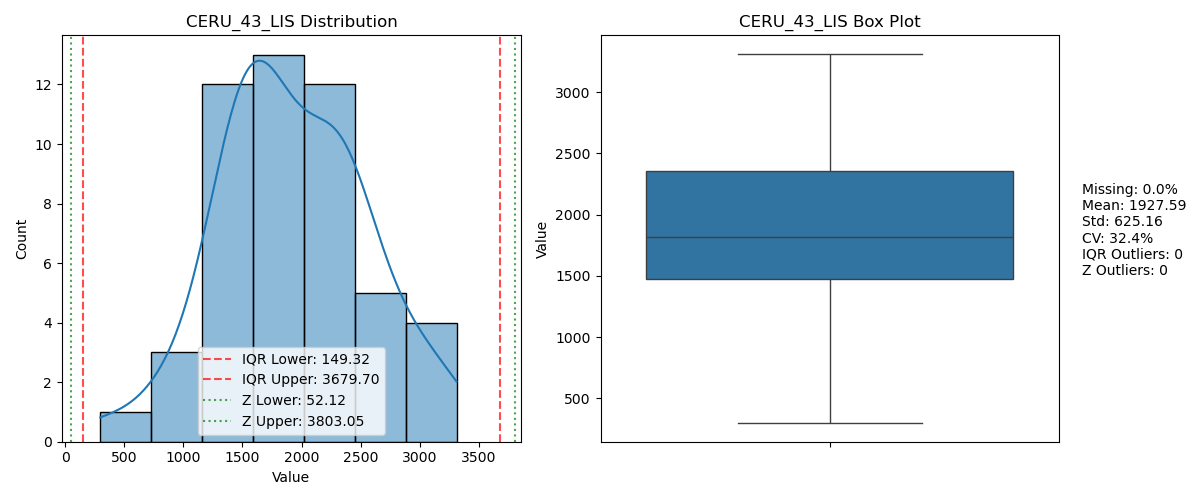 CERU_43_LIS Distribution
Count
12
10
8
6
4
2
0
IQR Lower: 149.32
IQR Upper: 3679.70
Z Lower: 52.12
Z Upper: 3803.05
0 500 1000 1500 2000 2500 3000 3500
Value
CERU_43_LIS Box Plot
Value
3000
2500
2000
1500
1000
500
Missing: 0.0%
Mean: 1927.59
Std: 625.16
CV: 32.4%
IQR Outliers: 0
Z Outliers: 0